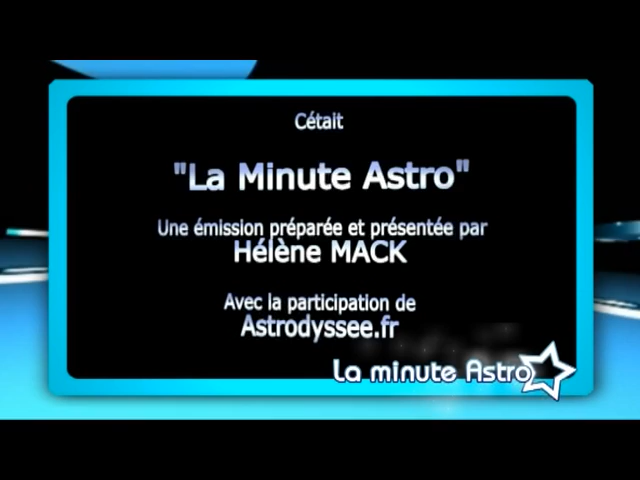 Cétait
"La Minute Astro"
Une émission préparée et présentée par
Hélène MACK
Avec la participation de
Astrodyssee.fr
La minute Astro